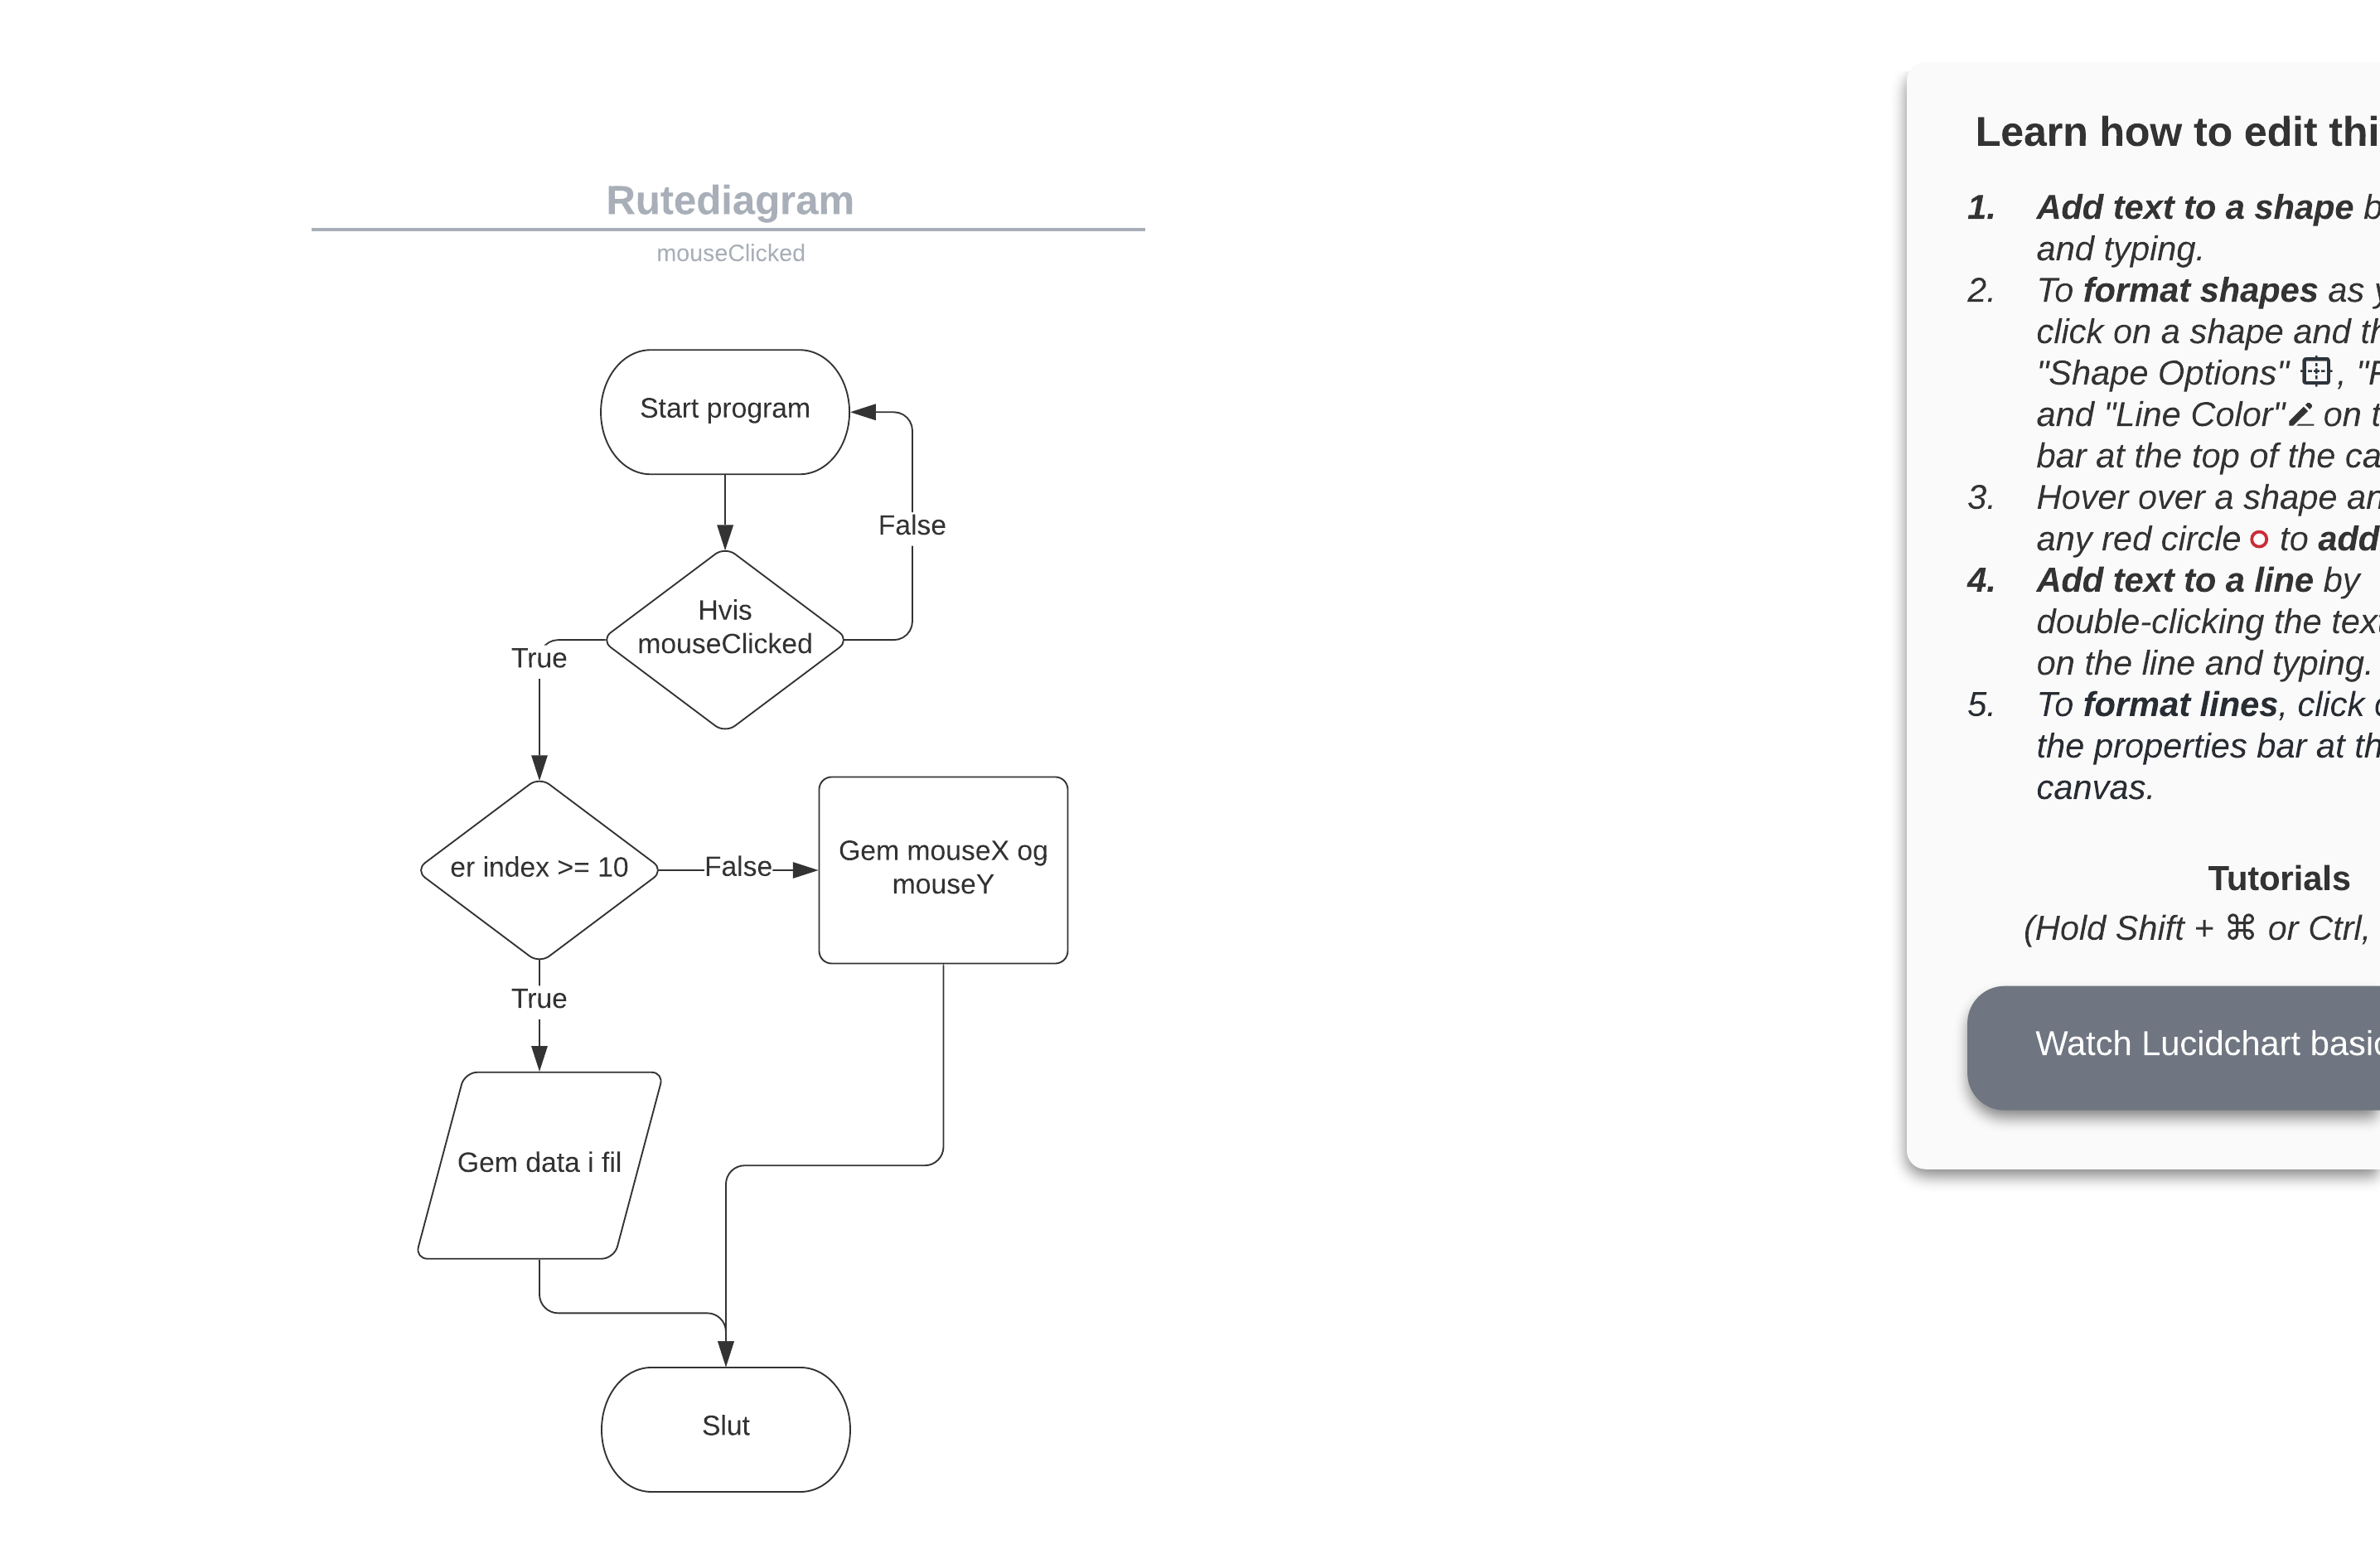 Rutediagram
mouseClicked
Start program
False
Hvis
mouseClicked
True
er index >= 10
False
Gem mouseX og
mouseY
True
Gem data i fil
Slut
Learn how to edit thi
1. Add text to a shape b
and typing.
2. To format shapes as y
click on a shape and th
"Shape Options" , "F
and "Line Color" on t
bar at the top of the ca
3. Hover over a shape an
any red circle to add
4. Add text to a line by
double-clicking the text
on the line and typing.
5. To format lines, click o
the properties bar at th
canvas.
Tutorials
(Hold Shift + ⌘ or Ctrl,
Watch Lucidchart basic